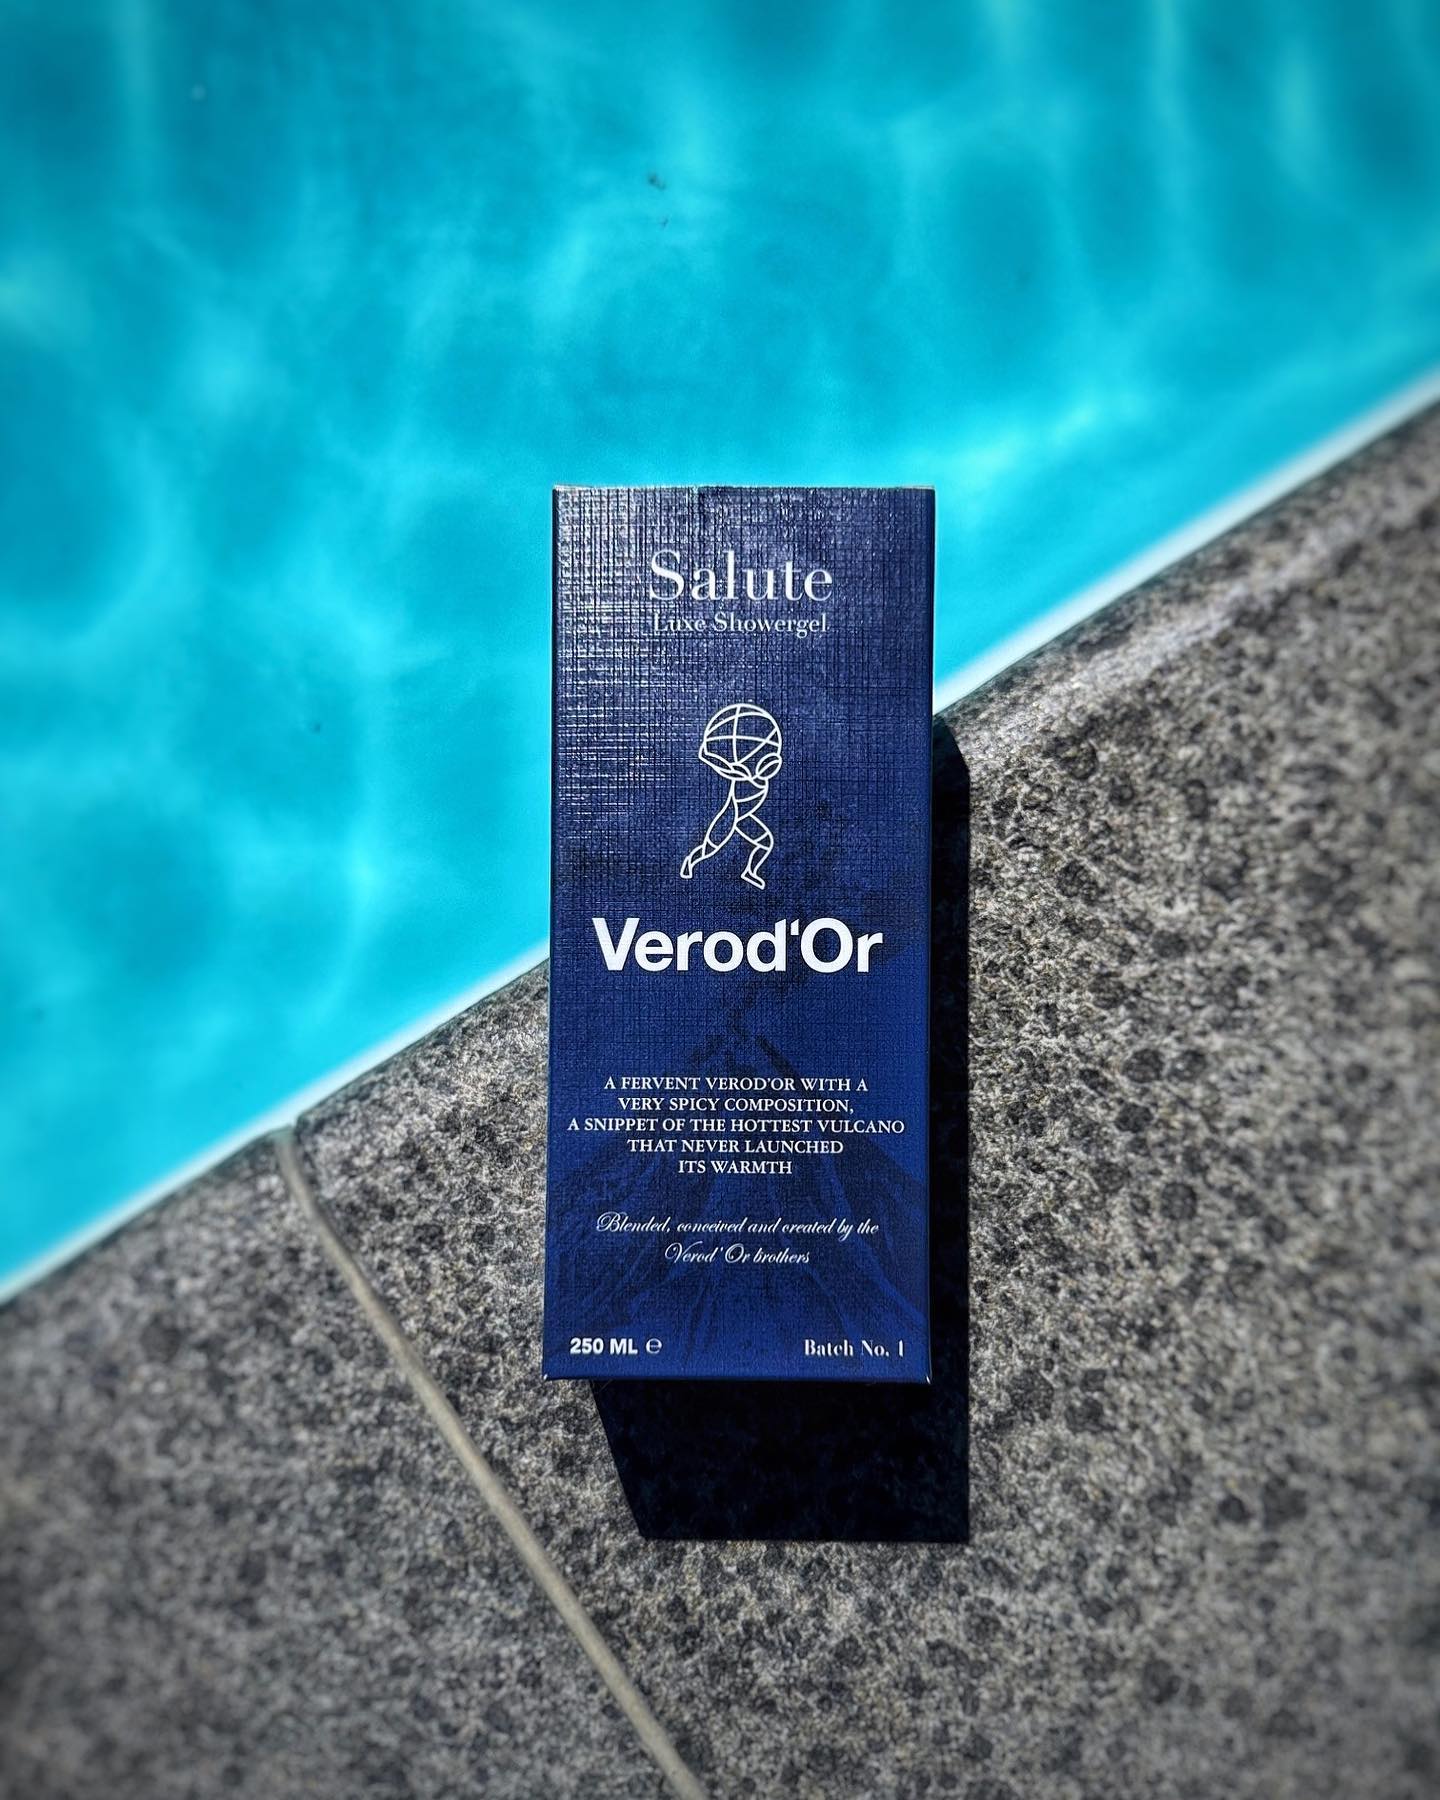 Salute
Luxe Showergel
Verod‘Or
A FERVENT VEROD'OR WITH A
VERY SPICY COMPOSITION,
A SNIPPET OF THE HOTTEST VULCANO
THAT NEVER LAUNCHED
ITS WARMTH
Blended, conceived and created by the
Verod'Or brothers
250 ML ℮
Batch No. 1